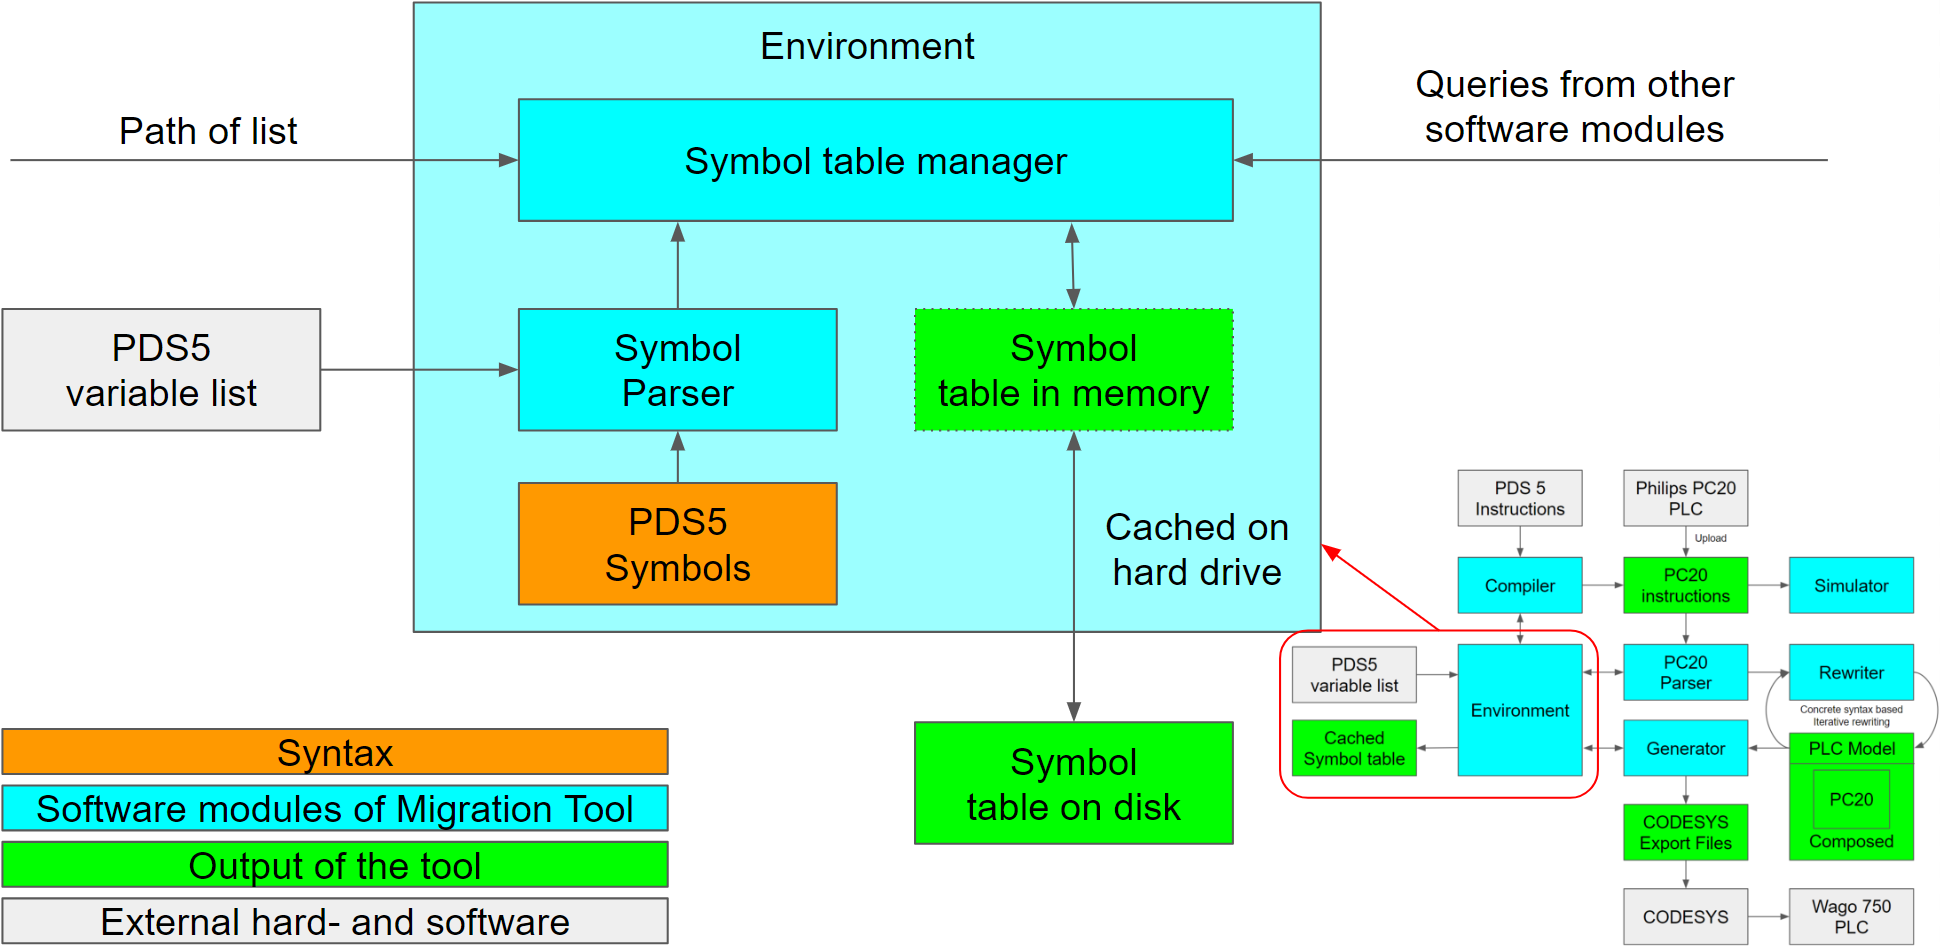 Environment
Path of list
Queries from other
software modules
Symbol table manager
PDS5
variable list
Symbol
Parser
Symbol
table in memory
PDS5
Symbols
Cached on
hard drive
Symbol
table on disk
Syntax
Software modules of Migration Tool
Output of the tool
External hard- and software
PDS 5
Instructions
Philips PC20
PLC
Upload
Compiler
PC20
instructions
Simulator
PDS5
variable list
Environment
PC20
Parser
Rewriter
Concrete syntax based
Iterative rewriting
Cached
Symbol table
Generator
PLC Model
PC20
Composed
CODESYS
Export Files
CODESYS
Wago 750
PLC